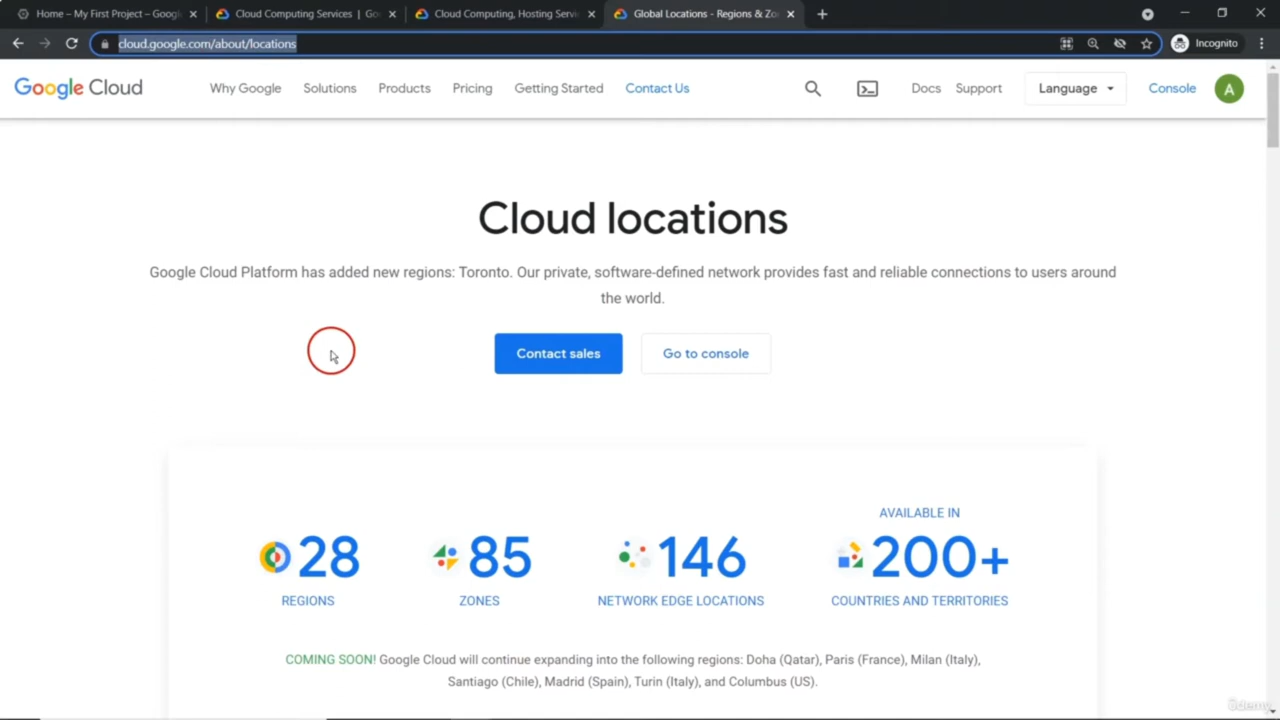 Home – My First Project – Google
Cloud Computing Services | Go
Cloud Computing, Hosting Servi
Global Locations - Regions & Zo
cloud.google.com/about/locations
Incognito
Google Cloud
Why Google
Solutions
Products
Pricing
Getting Started
Contact Us
Docs
Support
Language
Console
A
Cloud locations
Google Cloud Platform has added new regions: Toronto. Our private, software-defined network provides fast and reliable connections to users around
the world.
Contact sales
Go to console
28
REGIONS
85
ZONES
146
NETWORK EDGE LOCATIONS
AVAILABLE IN
200+
COUNTRIES AND TERRITORIES
COMING SOON! Google Cloud will continue expanding into the following regions: Doha (Qatar), Paris (France), Milan (Italy),
Santiago (Chile), Madrid (Spain), Turin (Italy), and Columbus (US).
ûdemy